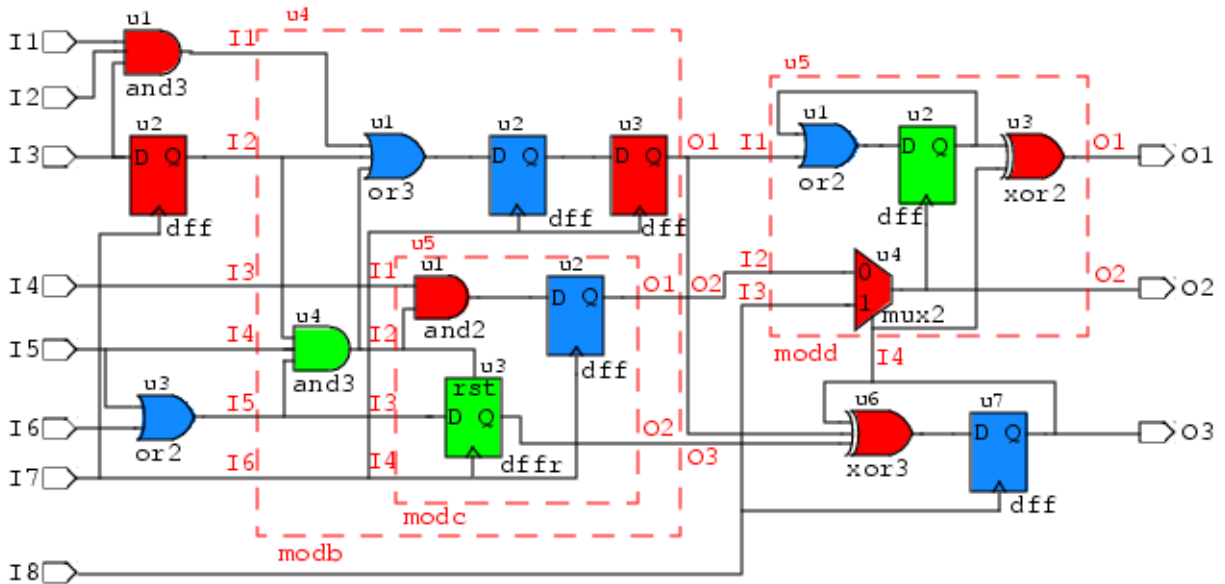 u1
u4
I1
I1
and3
u5
I2
u2
u1
u2
u3
u1
u2
u3
I3
D Q
I2
D Q
D Q
O1
I1
D Q
O1
O1
or3
or2
xor2
dff
dff
dff
dff
u5
u4
I4
I3
I1
u1
u2
O1
O2
I2
I3
0
1
O2
O2
D Q
mux2
u4
and2
I5
I4
I2
modd
I4
u3
and3
u3
dff
rst
u6
u7
I5
I3
D Q
O2
D Q
O3
I6
or2
O3
I7
I6
I4
dffr
xor3
dff
modc
modb
I8